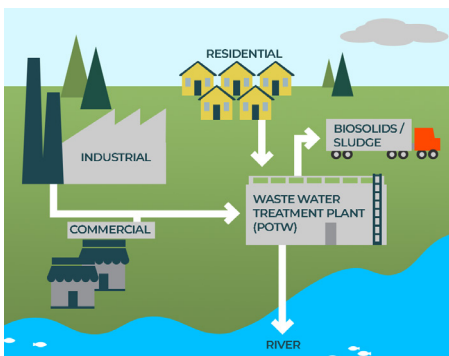 RESIDENTIAL
BIOSOLIDS /
SLUDGE
INDUSTRIAL
WASTE WATER
TREATMENT PLANT
(POTW)
COMMERCIAL
RIVER